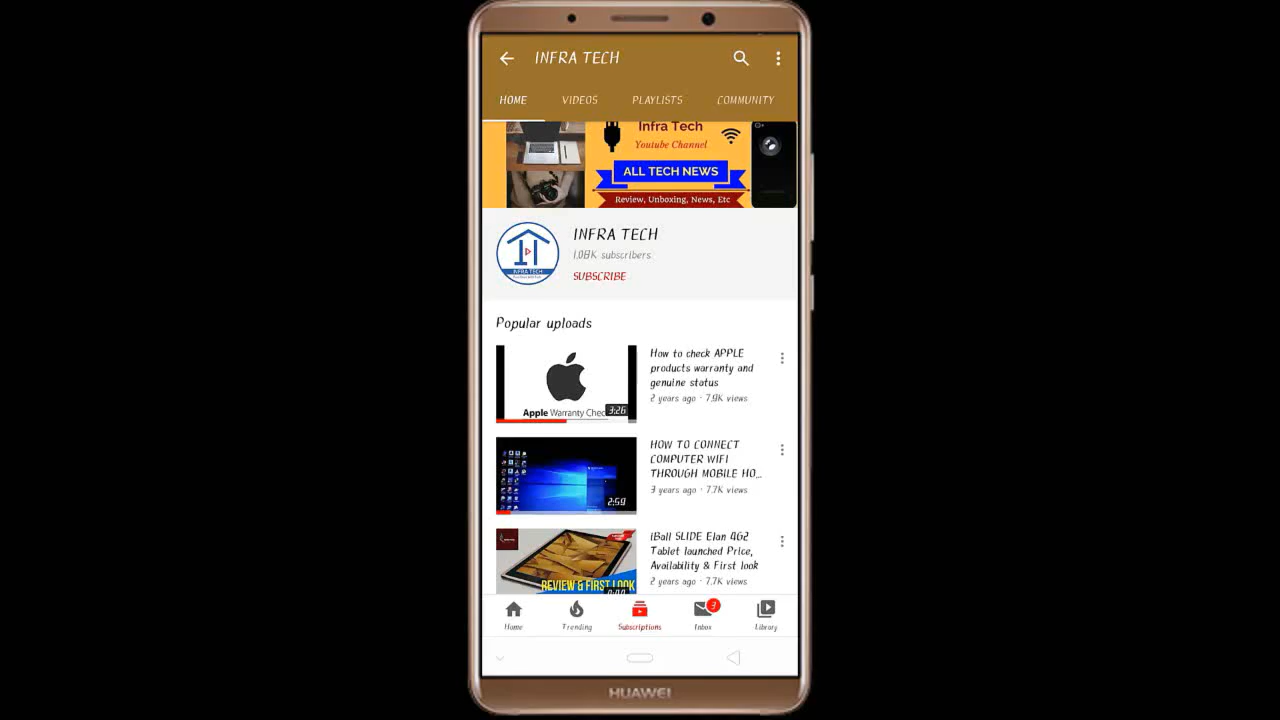 INFRA TECH
HOME VIDEOS PLAYLISTS COMMUNITY
Infra Tech
Youtube Channel
ALL TECH NEWS
Review, Unboxing, News, Etc
INFRA TECH
INFRA TECH
1.08K subscribers
SUBSCRIBE
Popular uploads
Apple Warranty Chec
3:26
How to check APPLE
products warranty and
genuine status
2 years ago · 7.9K views
2:59
HOW TO CONNECT
COMPUTER WIFI
THROUGH MOBILE HO...
3 years ago · 7.7K views
REVIEW & FIRST LOOK
iBall SLIDE Elan 4G2
Tablet launched Price,
Availability & First look
2 years ago · 7.7K views
Home Trending Subscriptions Inbox Library
HUAWEI